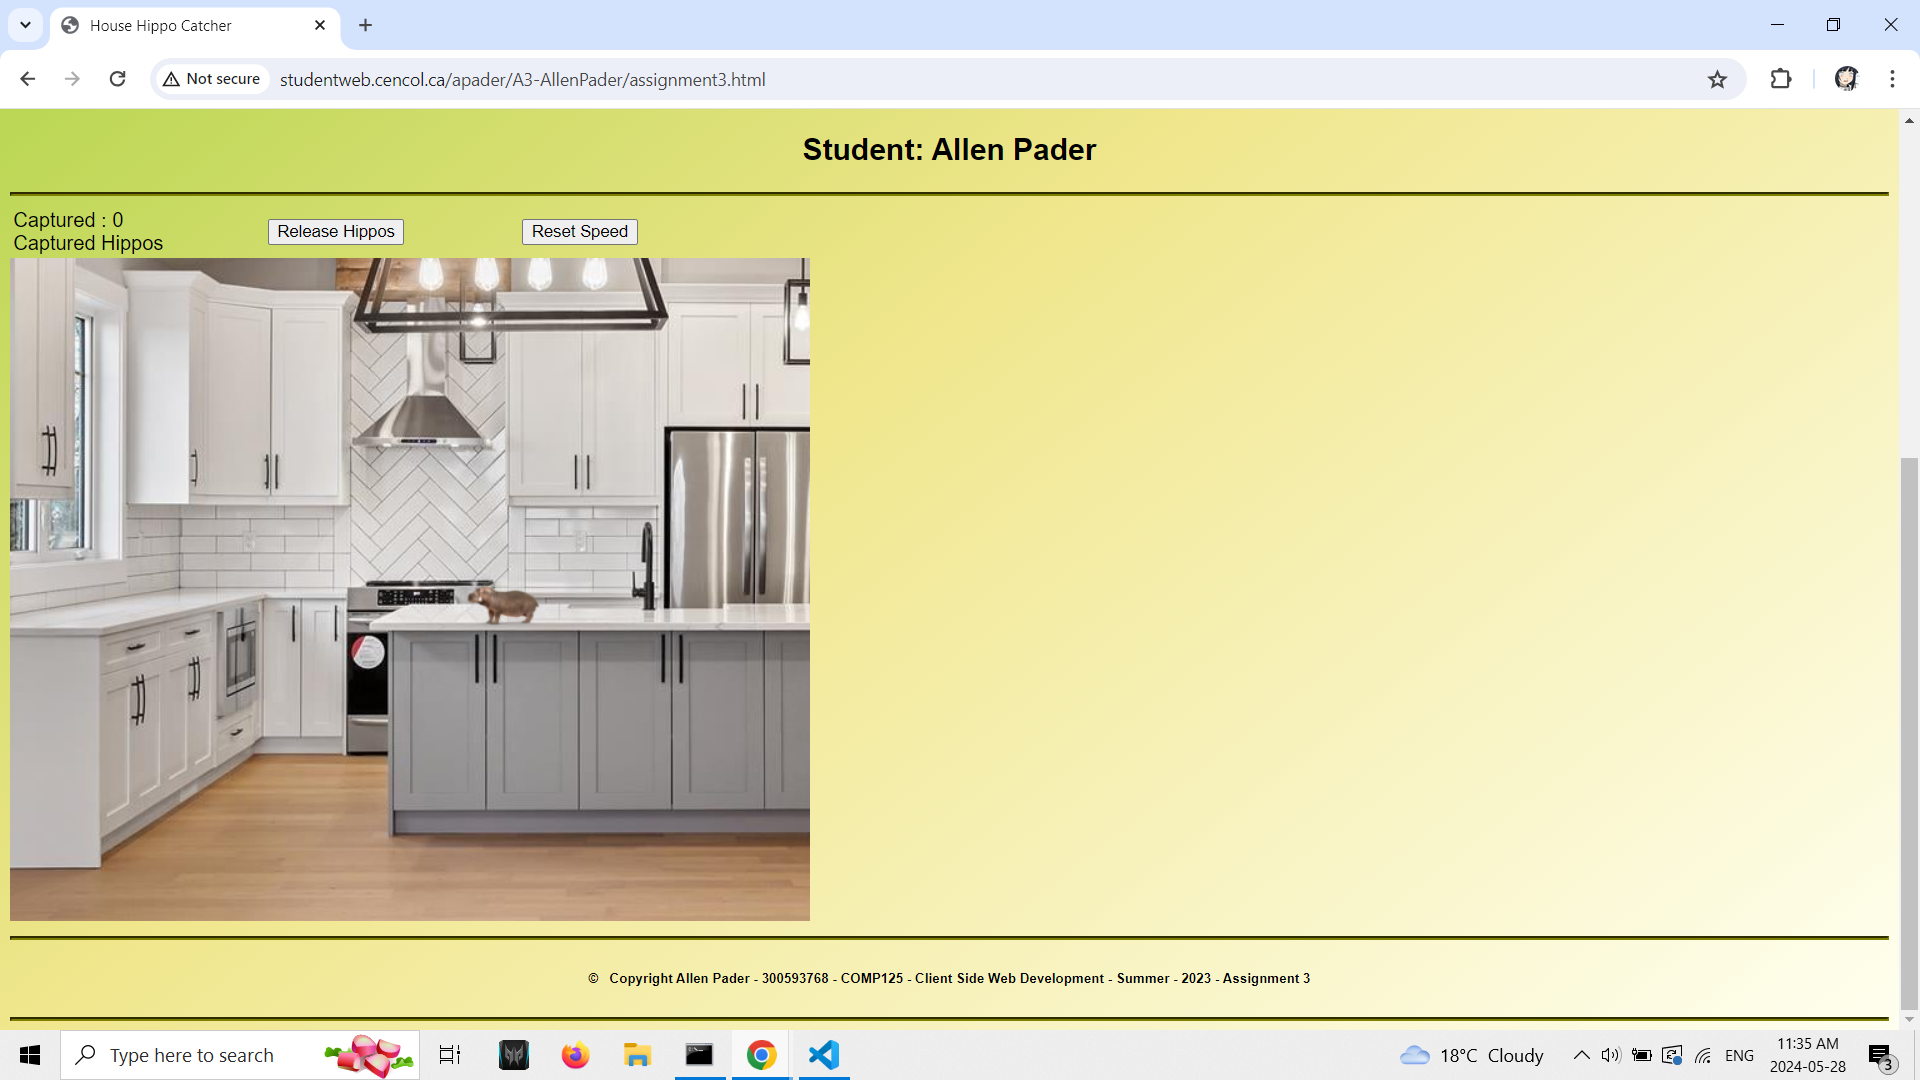 House Hippo Catcher
Not secure
studentweb.cencol.ca/apader/A3-AllenPader/assignment3.html
Student: Allen Pader
Captured : 0
Captured Hippos
Release Hippos
Reset Speed
© Copyright Allen Pader - 300593768 - COMP125 - Client Side Web Development - Summer - 2023 - Assignment 3
Type here to search
18°C Cloudy
ENG
11:35 AM
2024-05-28
3